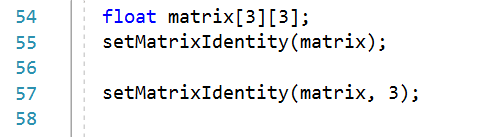 54 float matrix[3][3];
55 setMatrixIdentity(matrix);
56
57 setMatrixIdentity(matrix, 3);
58